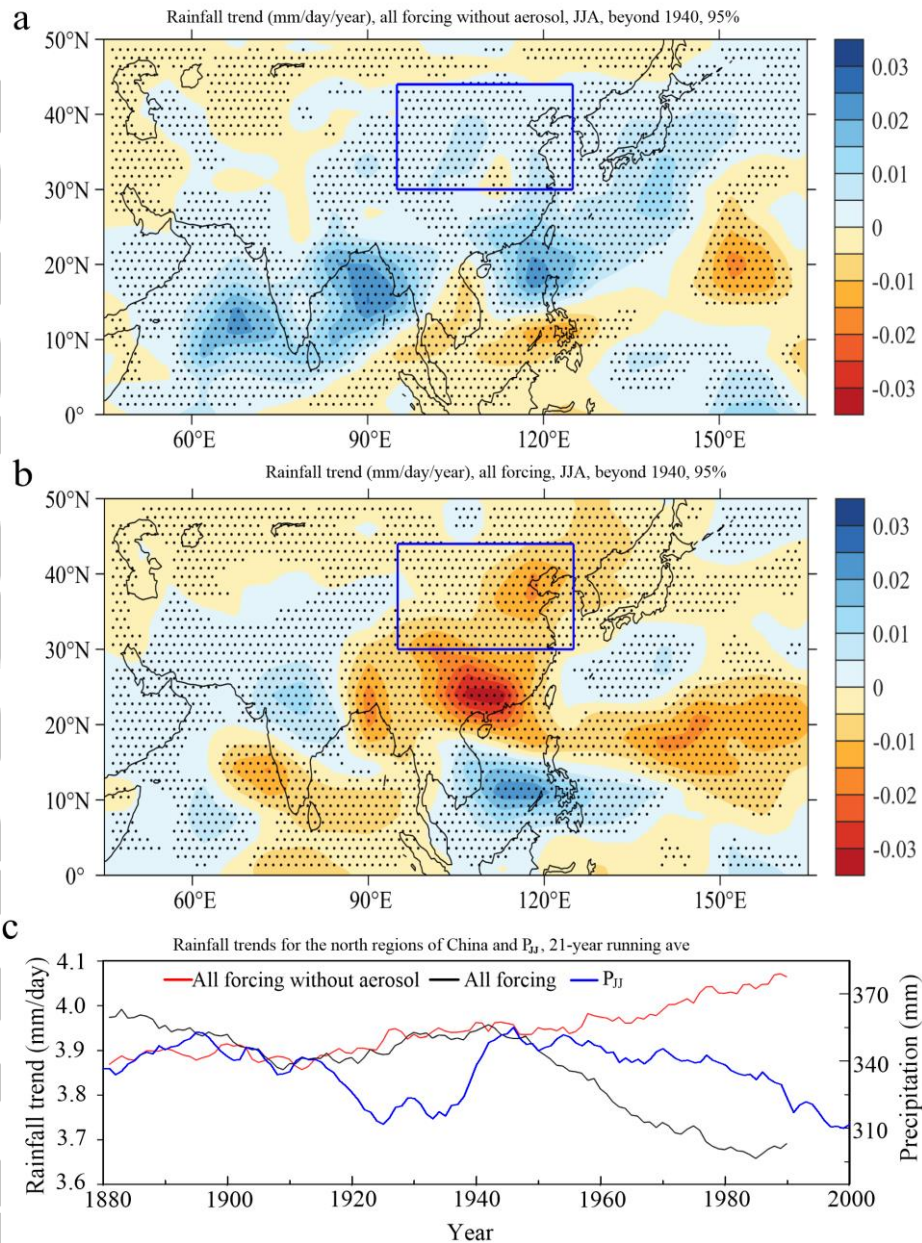 a
Rainfall trend (mm/day/year), all forcing without aerosol, JJA, beyond 1940, 95%
50°N
40°N
30°N
20°N
10°N
0°
60°E 90°E 120°E 150°E
0.03
0.02
0.01
0
-0.01
-0.02
-0.03
b
Rainfall trend (mm/day/year), all forcing, JJA, beyond 1940, 95%
50°N
40°N
30°N
20°N
10°N
0°
60°E 90°E 120°E 150°E
0.03
0.02
0.01
0
-0.01
-0.02
-0.03
c
Rainfall trends for the north regions of China and PJJ, 21-year running ave
All forcing without aerosol All forcing PJJ
Rainfall trend (mm/day)
4.1
4.0
3.9
3.8
3.7
3.6
370
340
310
Precipitation (mm)
1880 1900 1920 1940 1960 1980 2000
Year